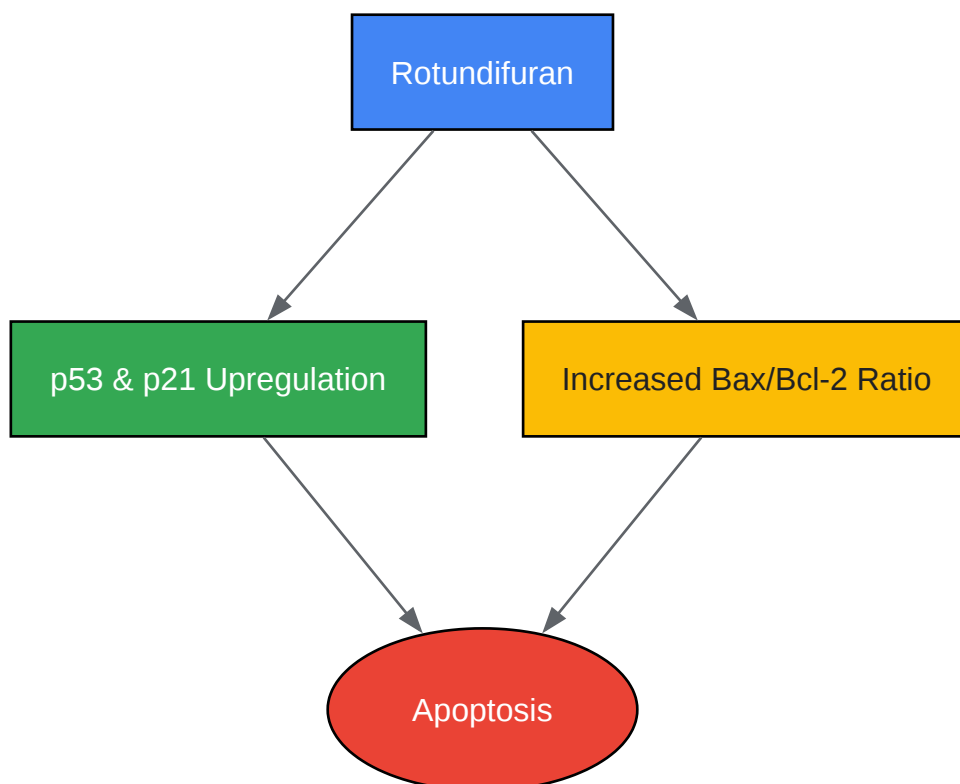 Rotundifuran
p53 & p21 Upregulation
Increased Bax/Bcl-2 Ratio
Apoptosis